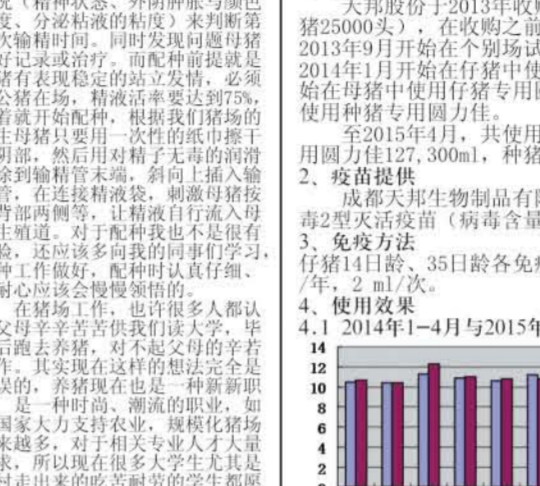 况（精神状态、外阴肿胀与颜色
度、分泌粘液的粘度）来判断第
次输精时间。同时发现问题母猪
好记录或治疗。而配种前提就是
猪有表现稳定的站立发情，必须
公猪在场，精液活率要达到75%，
着就开始配种，根据我们猪场的
生母猪只要用一次性的纸巾擦干
阴部，然后用对精子无毒的润滑
涂到输精管末端，斜向上插入输
管，在连接精液袋，刺激母猪按
背部两侧等，让精液自行流入母
生殖道。对于配种我也不是很有
验，还应该多向我的同事们学习，
种工作做好，配种时认真仔细、
耐心应该会慢慢领悟的。
在猪场工作，也许很多人都认
父母辛辛苦苦供我们读大学，毕
后跑去养猪，对不起父母的辛若
作。其实现在这样的想法完全是
误的，养猪现在也是一种新新职
，是一种时尚、潮流的职业，如
国家大力支持农业，规模化猪场
来越多，对于相关专业人才大量
求，所以现在很多大学生尤其是
村走出来的吃苦耐劳的学生都愿
天邦股份于2013年收购
猪25000头），在收购之前
2013年9月开始在个别场试
2014年1月开始在仔猪中使
始在母猪中使用仔猪专用圆
使用种猪专用圆力佳。
至2015年4月，共使用
用圆力佳127,300ml，种猪
2、疫苗提供
成都天邦生物制品有限
毒2型灭活疫苗（病毒含量
3、免疫方法
仔猪14日龄、35日龄各免疫
/年，2 ml/次。
4、使用效果
4.1 2014年1-4月与2015年
14
12
10
8
6
4
2